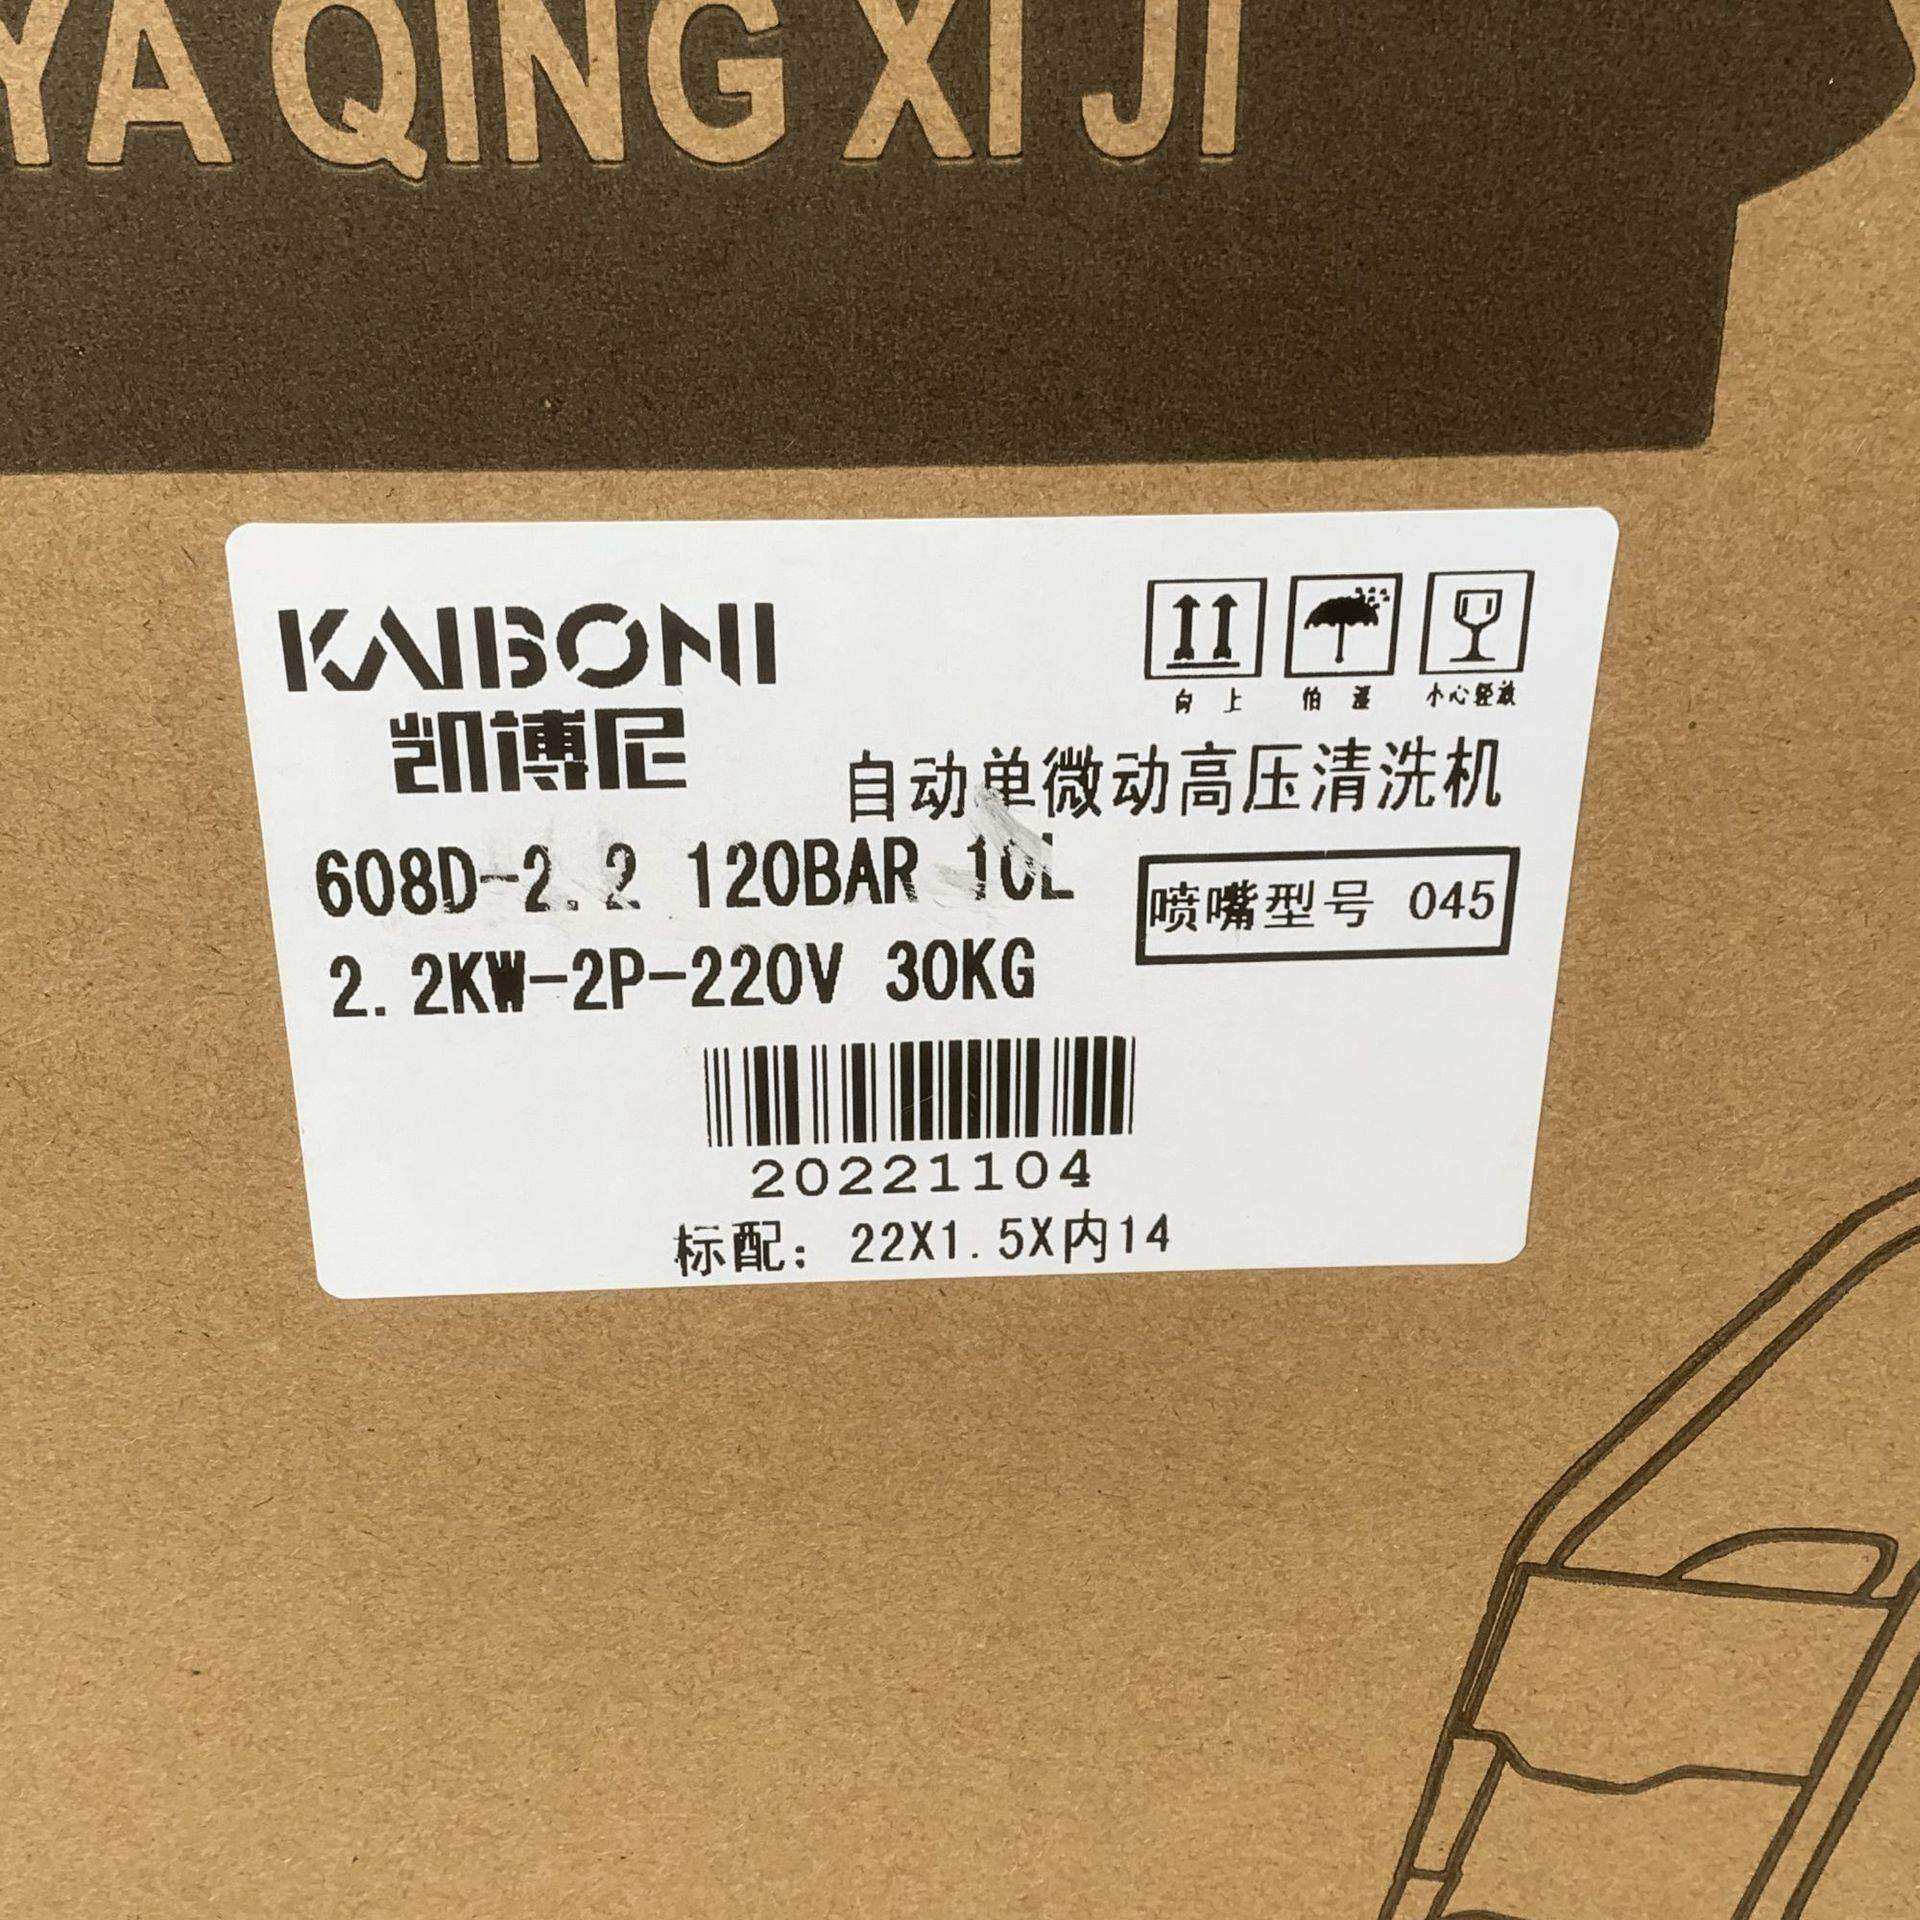 YA QING XI JI
KAIBONI
凯博尼
向上 怕湿 小心轻放
自动单微动高压清洗机
608D-2.2 120BAR 10L
喷嘴型号 045
2.2KW-2P-220V 30KG
20221104
标配：22X1.5X内14